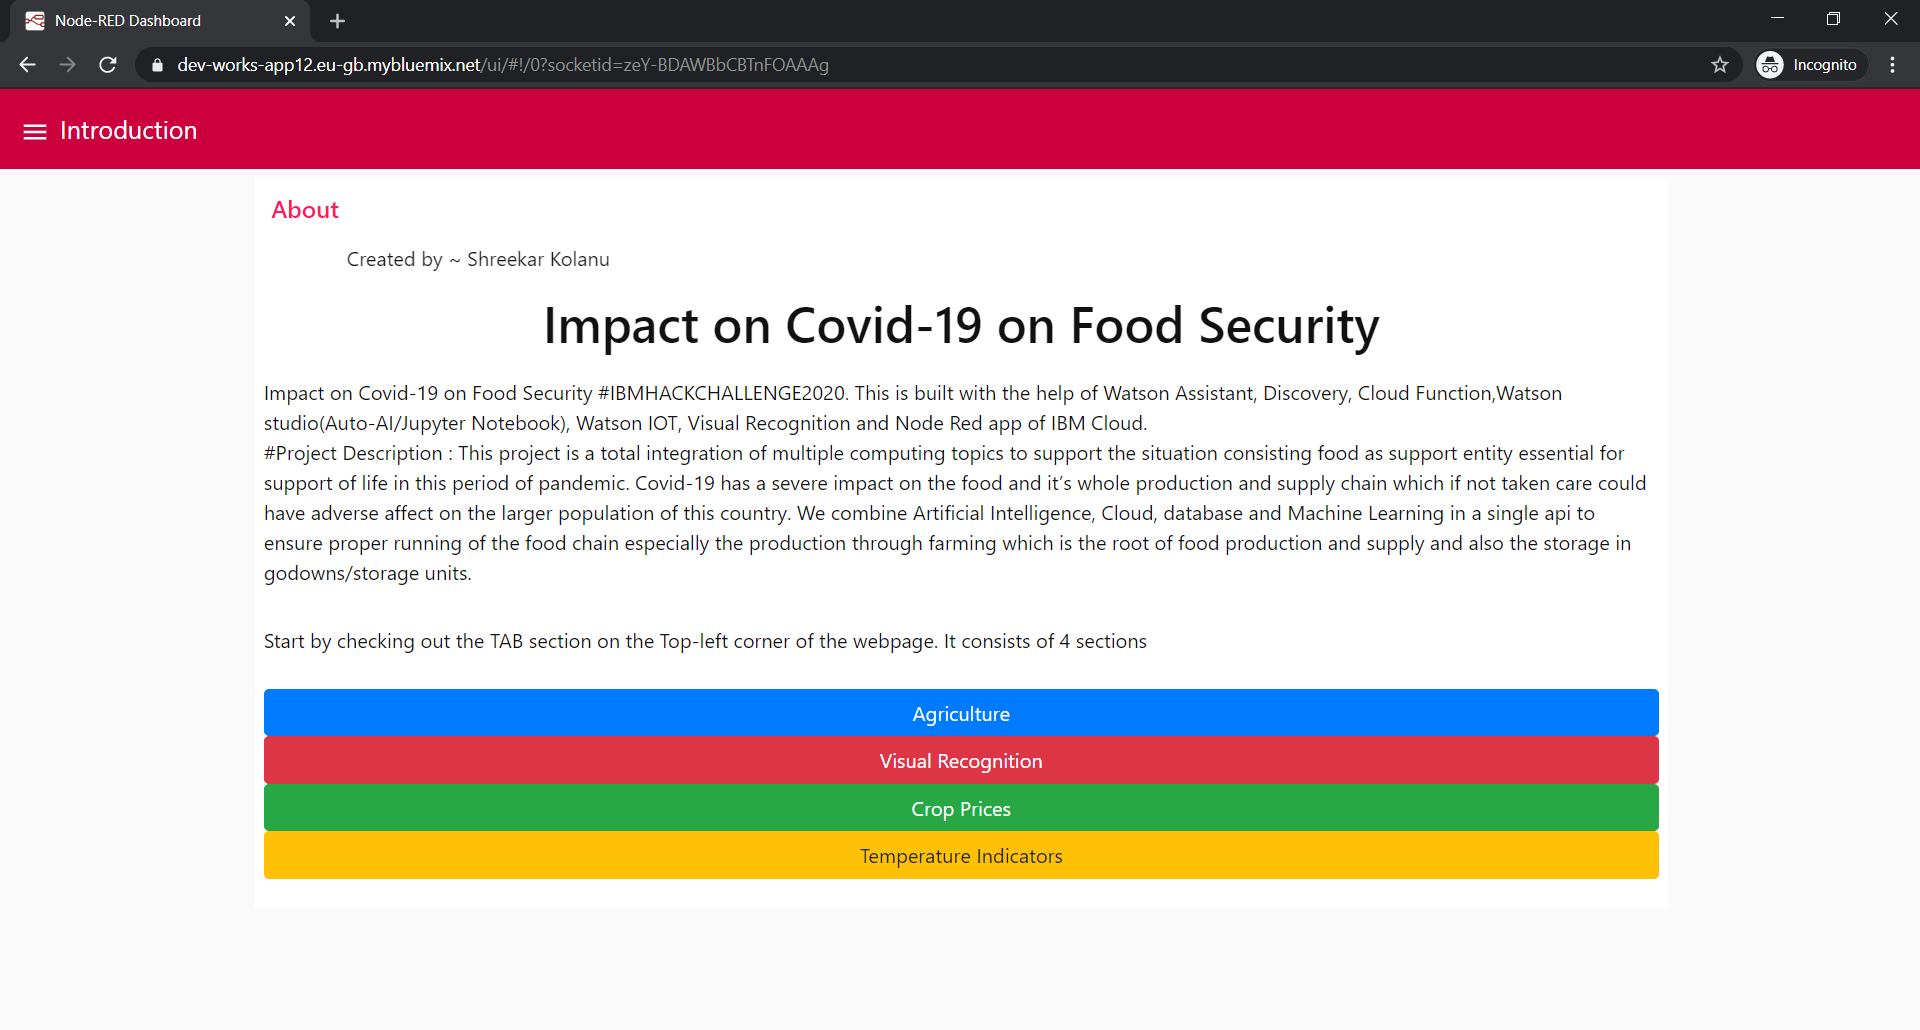 Node-RED Dashboard
dev-works-app12.eu-gb.mybluemix.net/ui/#!/0?socketid=zeY-BDAWBbCBTnFOAAAg
Incognito
Introduction
About
Created by ~ Shreekar Kolanu
Impact on Covid-19 on Food Security
Impact on Covid-19 on Food Security #IBMHACKCHALLENGE2020. This is built with the help of Watson Assistant, Discovery, Cloud Function,Watson
studio(Auto-AI/Jupyter Notebook), Watson IOT, Visual Recognition and Node Red app of IBM Cloud.
#Project Description : This project is a total integration of multiple computing topics to support the situation consisting food as support entity essential for
support of life in this period of pandemic. Covid-19 has a severe impact on the food and it’s whole production and supply chain which if not taken care could
have adverse affect on the larger population of this country. We combine Artificial Intelligence, Cloud, database and Machine Learning in a single api to
ensure proper running of the food chain especially the production through farming which is the root of food production and supply and also the storage in
godowns/storage units.
Start by checking out the TAB section on the Top-left corner of the webpage. It consists of 4 sections
Agriculture
Visual Recognition
Crop Prices
Temperature Indicators